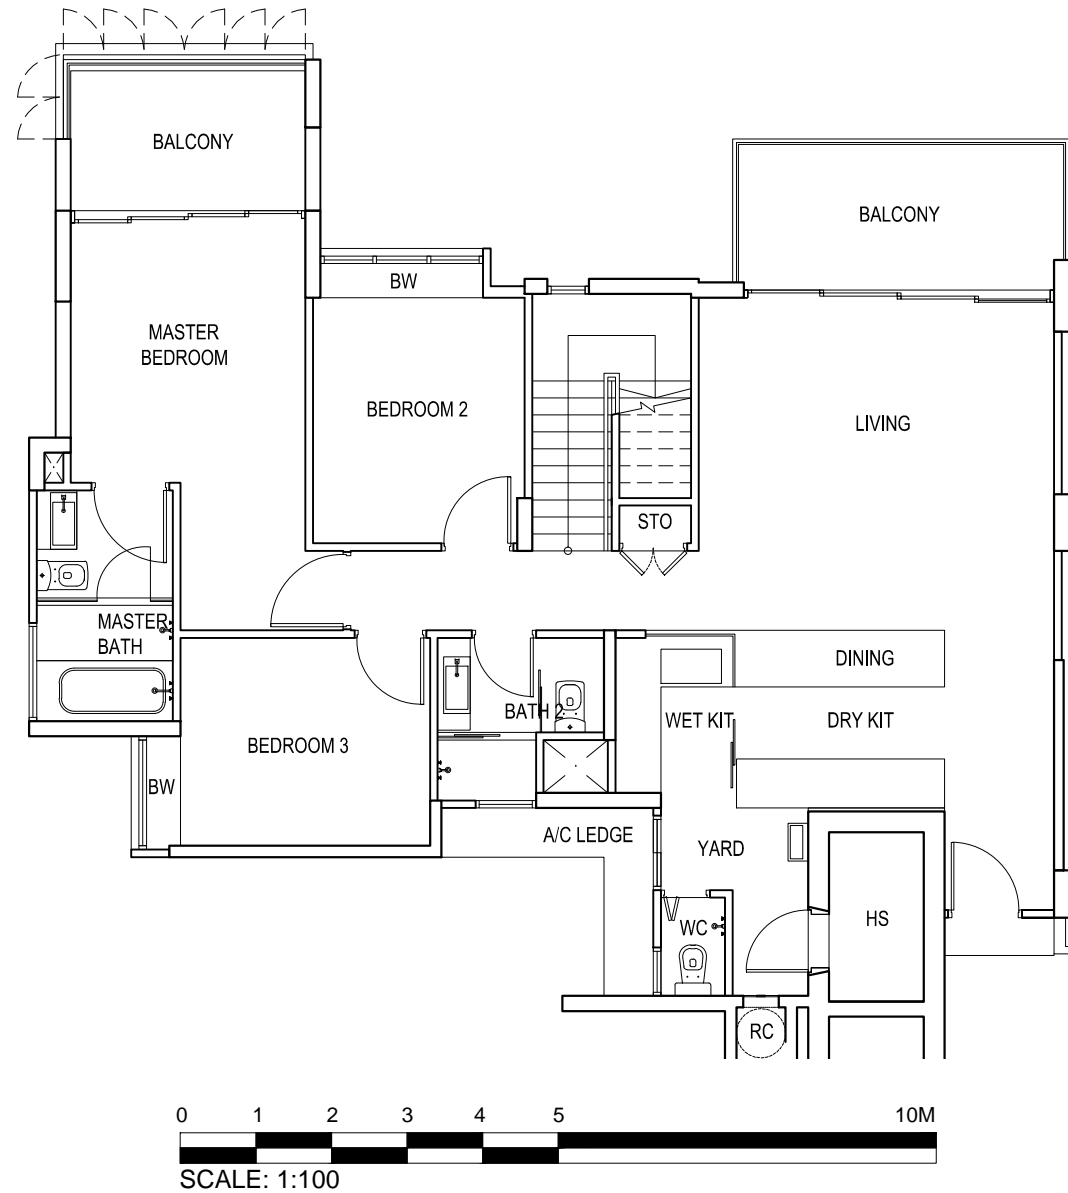 BALCONY
BALCONY
BW
MASTER
BEDROOM
BEDROOM 2
LIVING
STO
MASTER
BATH
DINING
BATH 2
WET KIT
DRY KIT
BEDROOM 3
BW
A/C LEDGE
YARD
HS
WC
RC
0 1 2 3 4 5 10M
SCALE: 1:100